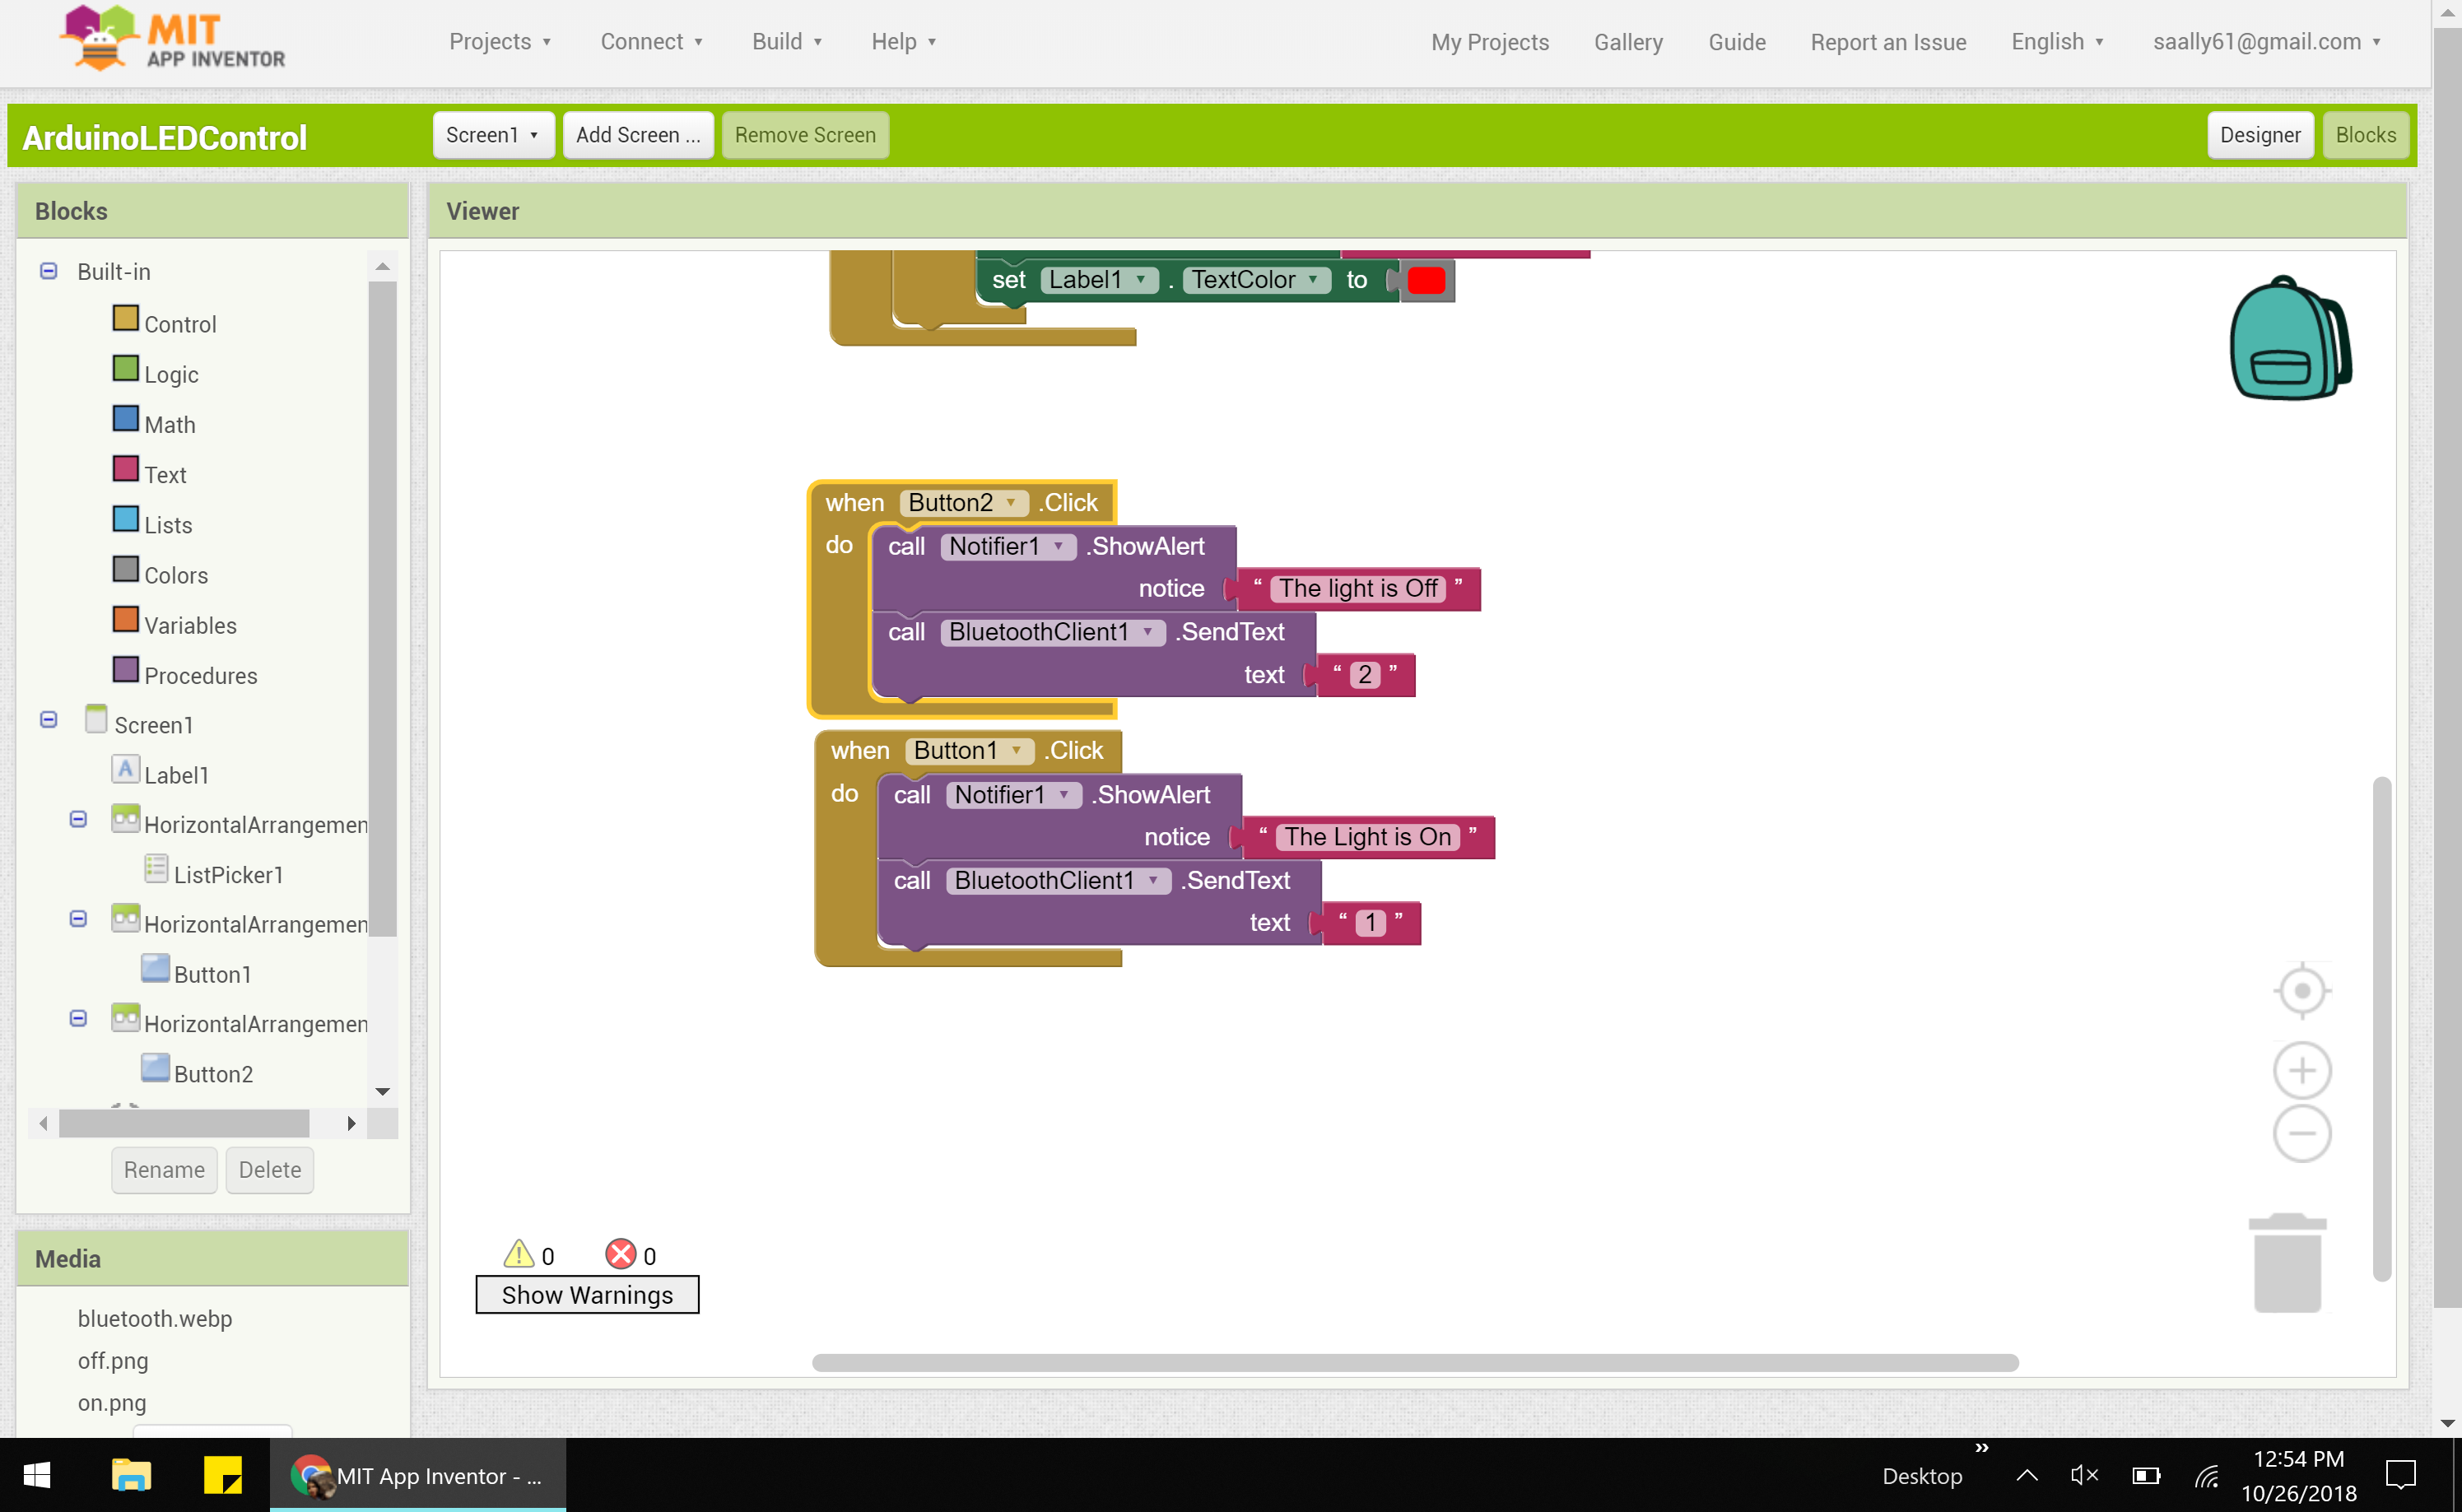 MIT
APP INVENTOR
Projects
Connect
Build
Help
My Projects
Gallery
Guide
Report an Issue
English
saally61@gmail.com
ArduinoLEDControl
Screen1
Add Screen ...
Remove Screen
Designer
Blocks
Blocks
Built-in
Control
Logic
Math
Text
Lists
Colors
Variables
Procedures
Screen1
Label1
HorizontalArrangemen
ListPicker1
HorizontalArrangemen
Button1
HorizontalArrangemen
Button2
Rename
Delete
Media
bluetooth.webp
off.png
on.png
Viewer
set Label1 . TextColor to
when Button2 .Click
do call Notifier1 .ShowAlert
notice “ The light is Off ”
call BluetoothClient1 .SendText
text “ 2 ”
when Button1 .Click
do call Notifier1 .ShowAlert
notice “ The Light is On ”
call BluetoothClient1 .SendText
text “ 1 ”
0 0
Show Warnings
MIT App Inventor - ...
Desktop
12:54 PM
10/26/2018